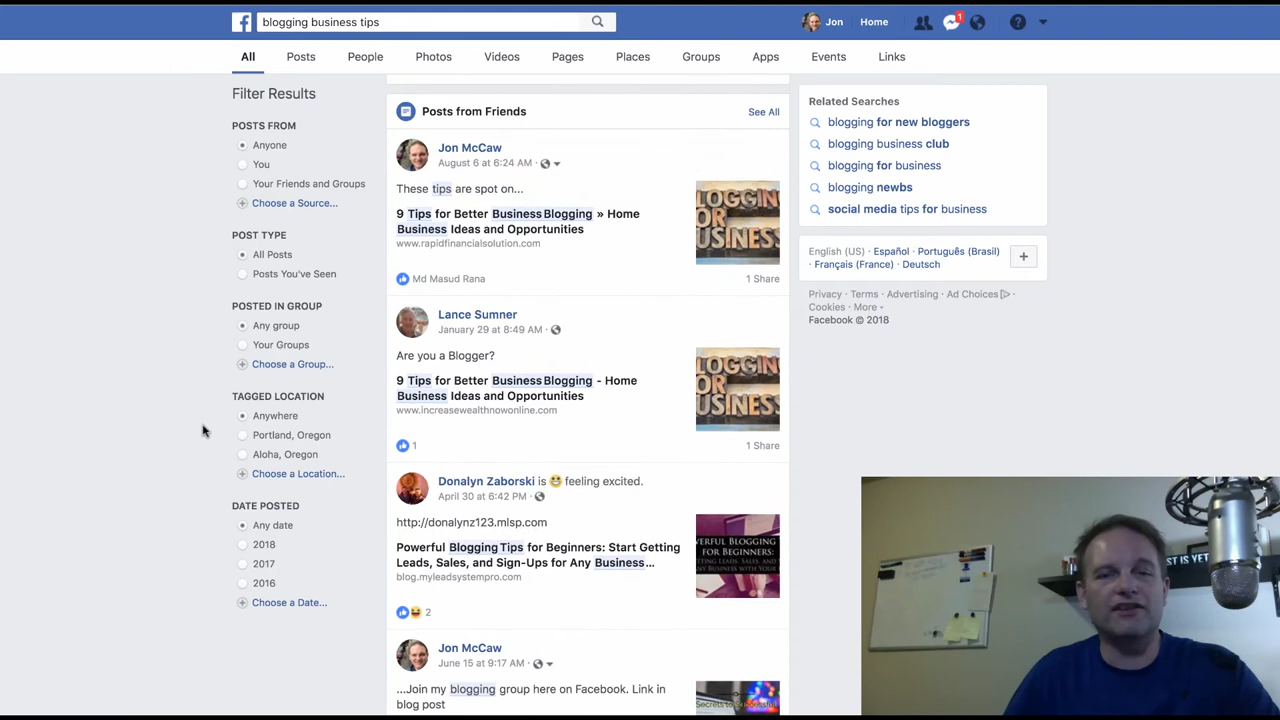 blogging business tips
Jon
Home
1
All
Posts
People
Photos
Videos
Pages
Places
Groups
Apps
Events
Links
Filter Results
POSTS FROM
Anyone
You
Your Friends and Groups
Choose a Source...
POST TYPE
All Posts
Posts You've Seen
POSTED IN GROUP
Any group
Your Groups
Choose a Group...
TAGGED LOCATION
Anywhere
Portland, Oregon
Aloha, Oregon
Choose a Location...
DATE POSTED
Any date
2018
2017
2016
Choose a Date...
Posts from Friends
See All
Jon McCaw
August 6 at 6:24 AM ·
These tips are spot on...
9 Tips for Better Business Blogging » Home
Business Ideas and Opportunities
www.rapidfinancialsolution.com
LOGGING
FOR
BUSINESS
Md Masud Rana
1 Share
Lance Sumner
January 29 at 8:49 AM ·
Are you a Blogger?
9 Tips for Better Business Blogging - Home
Business Ideas and Opportunities
www.increasewealthnowonline.com
LOGGING
FOR
BUSINESS
1
1 Share
Donalyn Zaborski is feeling excited.
April 30 at 6:42 PM ·
http://donalynz123.mlsp.com
Powerful Blogging Tips for Beginners: Start Getting
Leads, Sales, and Sign-Ups for Any Business...
blog.myleadsystempro.com
WERFUL BLOGGING
FOR BEGINNERS:
2
Jon McCaw
June 15 at 9:17 AM ·
...Join my blogging group here on Facebook. Link in
blog post
Related Searches
blogging for new bloggers
blogging business club
blogging for business
blogging newbs
social media tips for business
English (US) · Español · Português (Brasil)
· Français (France) · Deutsch
Privacy · Terms · Advertising · Ad Choices ·
Cookies · More
Facebook © 2018